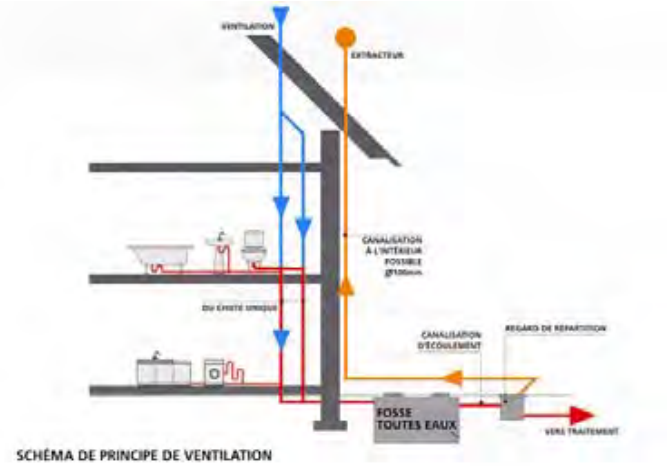 VENTILATION
EXTRACTEUR
CANALISATION
À L'INTÉRIEUR
POSSIBLE
Ø100mm
OU CHUTE UNIQUE
CANALISATION
D'ÉCOULEMENT
REGARD DE RÉPARTITION
FOSSE
TOUTES EAUX
VERS TRAITEMENT
SCHÉMA DE PRINCIPE DE VENTILATION